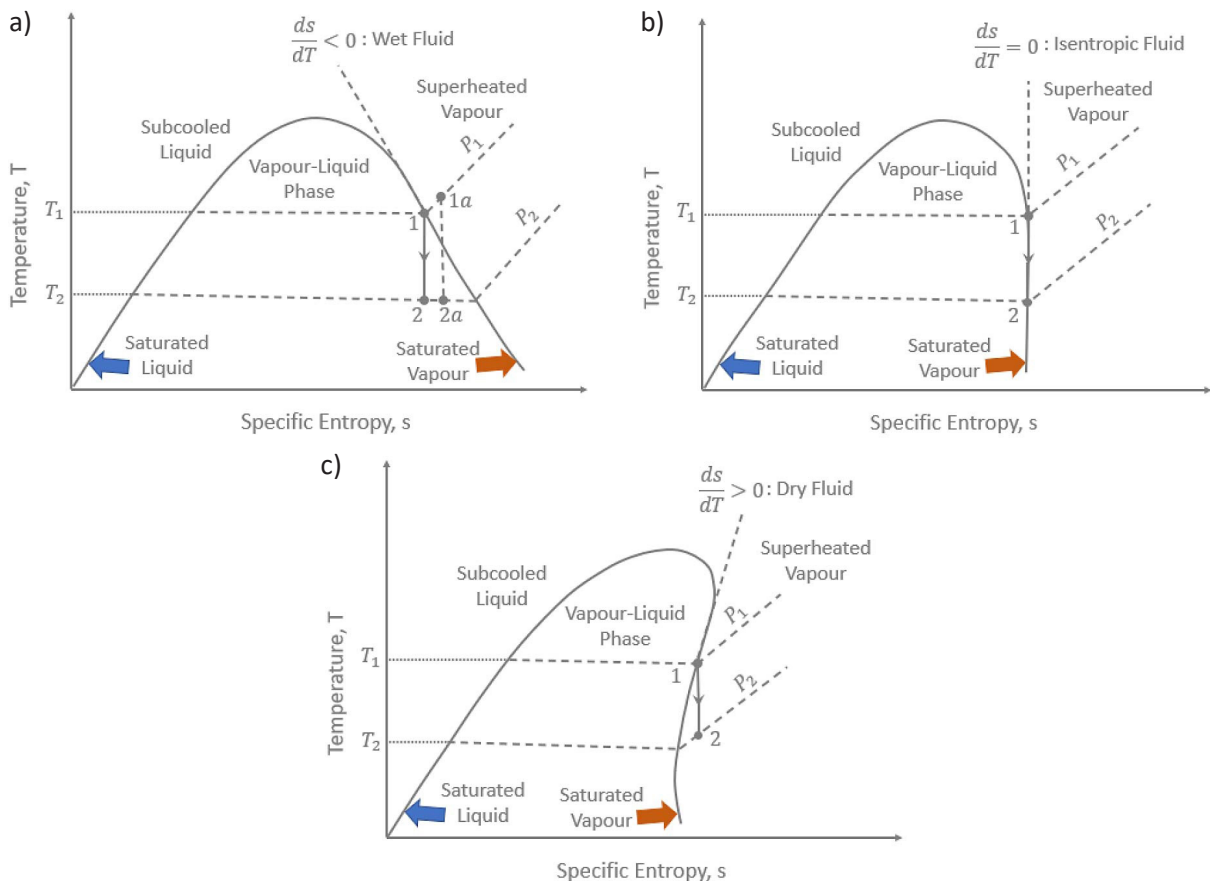 a)
ds/dT < 0 : Wet Fluid
Superheated
Vapour
P₁
Subcooled
Liquid
Vapour-Liquid
Phase
1a
T₁
1
P₂
T₂
2
2a
Saturated
Liquid
Saturated
Vapour
Temperature, T
Specific Entropy, s
b)
ds/dT = 0 : Isentropic Fluid
Superheated
Vapour
P₁
Subcooled
Liquid
Vapour-Liquid
Phase
T₁
1
P₂
T₂
2
Saturated
Liquid
Saturated
Vapour
Temperature, T
Specific Entropy, s
c)
ds/dT > 0 : Dry Fluid
Superheated
Vapour
Subcooled
Liquid
Vapour-Liquid
Phase
P₁
T₁
1
P₂
T₂
2
Saturated
Liquid
Saturated
Vapour
Temperature, T
Specific Entropy, s